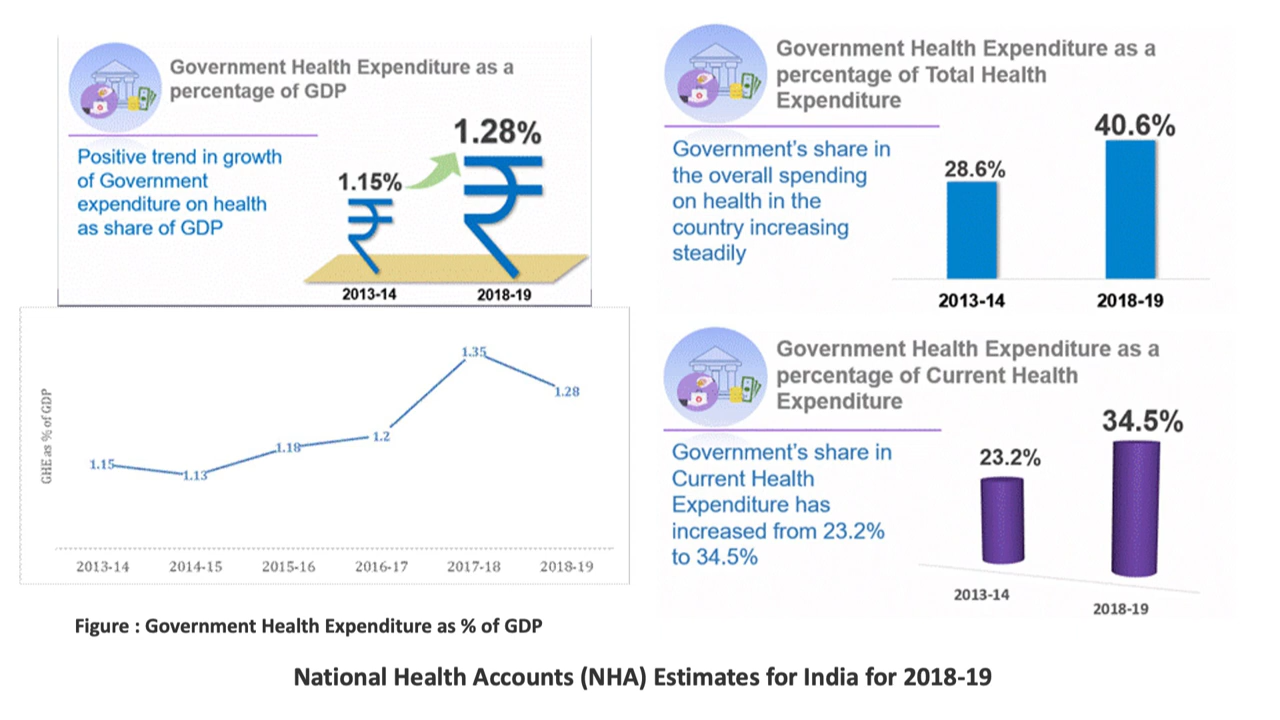 Government Health Expenditure as a
percentage of GDP
Positive trend in growth
of Government
expenditure on health
as share of GDP
1.15%
1.28%
2013-14
2018-19
Government Health Expenditure as a
percentage of Total Health
Expenditure
Government's share in
the overall spending
on health in the
country increasing
steadily
28.6%
40.6%
2013-14
2018-19
GHE as % of GDP
1.15
1.13
1.18
1.2
1.35
1.28
2013-14
2014-15
2015-16
2016-17
2017-18
2018-19
Figure : Government Health Expenditure as % of GDP
Government Health Expenditure as a
percentage of Current Health
Expenditure
Government's share in
Current Health
Expenditure has
increased from 23.2%
to 34.5%
23.2%
34.5%
2013-14
2018-19
National Health Accounts (NHA) Estimates for India for 2018-19